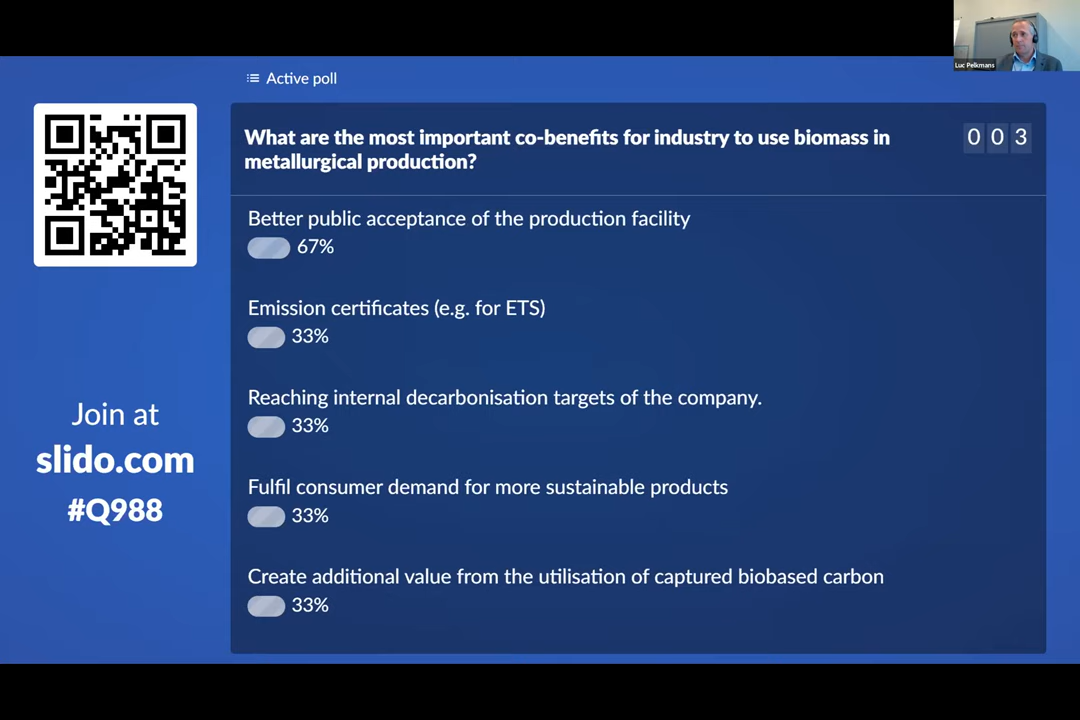 Luc Pelkmans
Active poll
What are the most important co-benefits for industry to use biomass in
metallurgical production?
0 0 3
Better public acceptance of the production facility
67%
Emission certificates (e.g. for ETS)
33%
Reaching internal decarbonisation targets of the company.
33%
Fulfil consumer demand for more sustainable products
33%
Create additional value from the utilisation of captured biobased carbon
33%
Join at
slido.com
#Q988